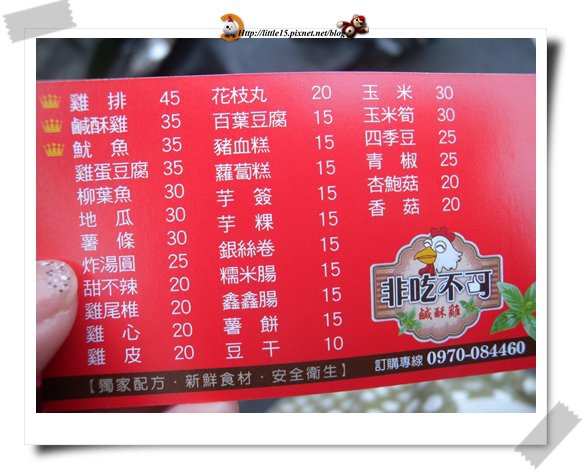 Http://little15.pixnet.net/blog
雞排 45
鹹酥雞 35
魷魚 35
雞蛋豆腐 35
柳葉魚 30
地瓜 30
薯條 30
炸湯圓 25
甜不辣 20
雞尾椎 20
雞心 20
雞皮 20
花枝丸 20
百葉豆腐 15
豬血糕 15
蘿蔔糕 15
芋簽 15
芋粿 15
銀絲卷 15
糯米腸 15
鑫鑫腸 15
薯餅 15
豆干 10
玉米 30
玉米筍 30
四季豆 25
青椒 25
杏鮑菇 20
香菇 20
非吃不可
鹹酥雞
訂購專線 0970-084460
【獨家配方·新鮮食材·安全衛生】